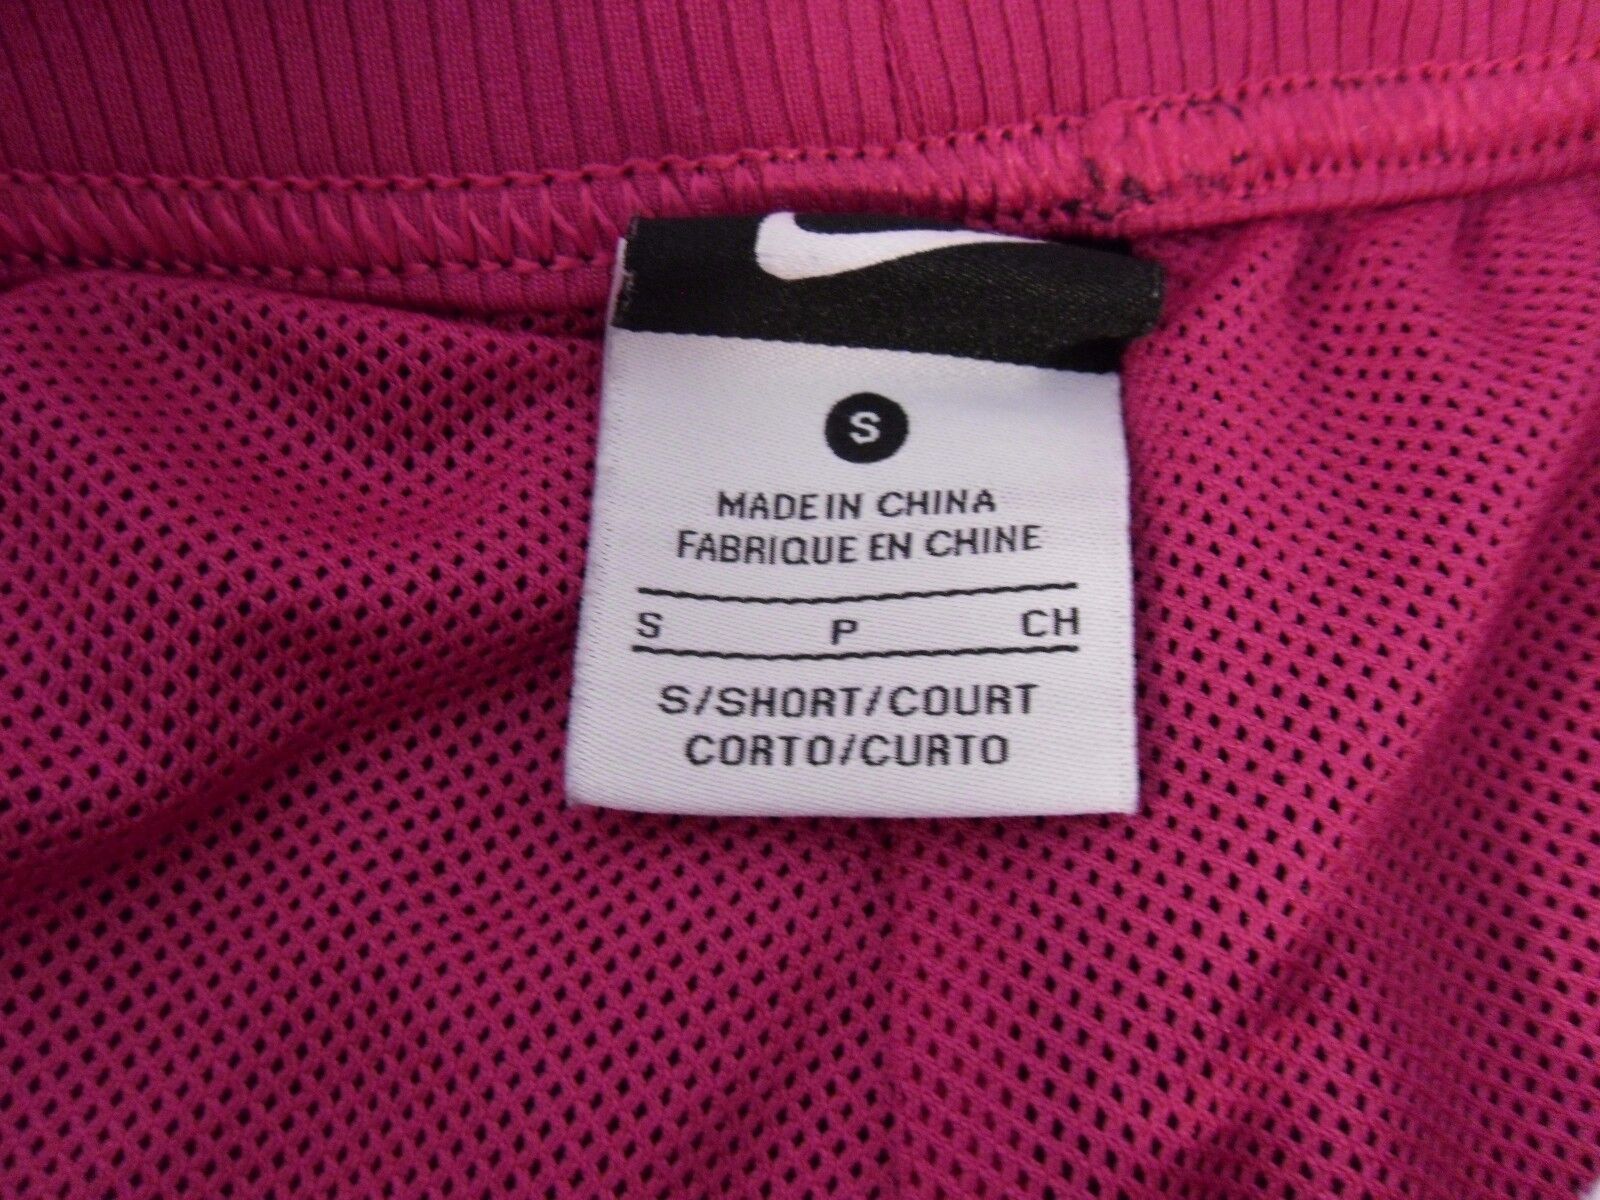 S
MADE IN CHINA
FABRIQUE EN CHINE
S P CH
S/SHORT/COURT
CORTO/CURTO